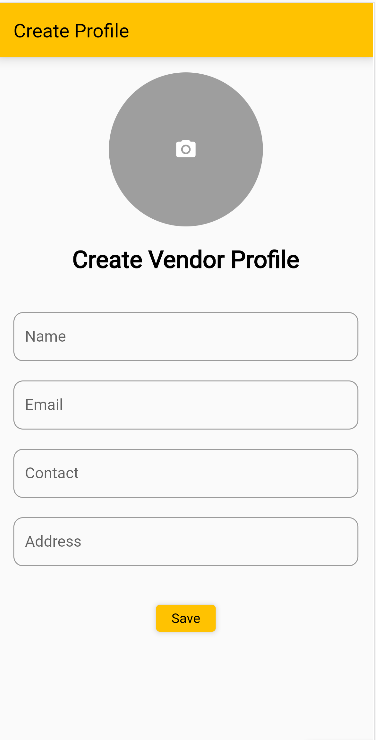 Create Profile
Create Vendor Profile
Name
Email
Contact
Address
Save